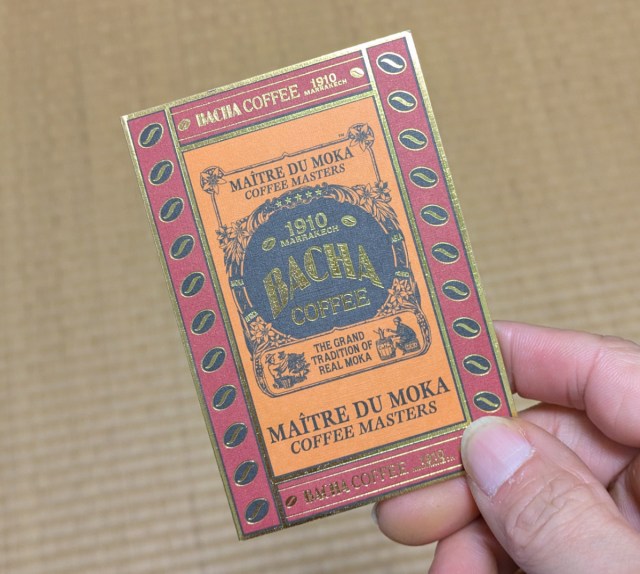 BACHA COFFEE 1910 MARRAKECH
MAÎTRE DU MOKA
COFFEE MASTERS
1910
MARRAKECH
BACHA
COFFEE
THE GRAND
TRADITION OF
REAL MOKA
MAÎTRE DU MOKA
COFFEE MASTERS
BACHA COFFEE 1910